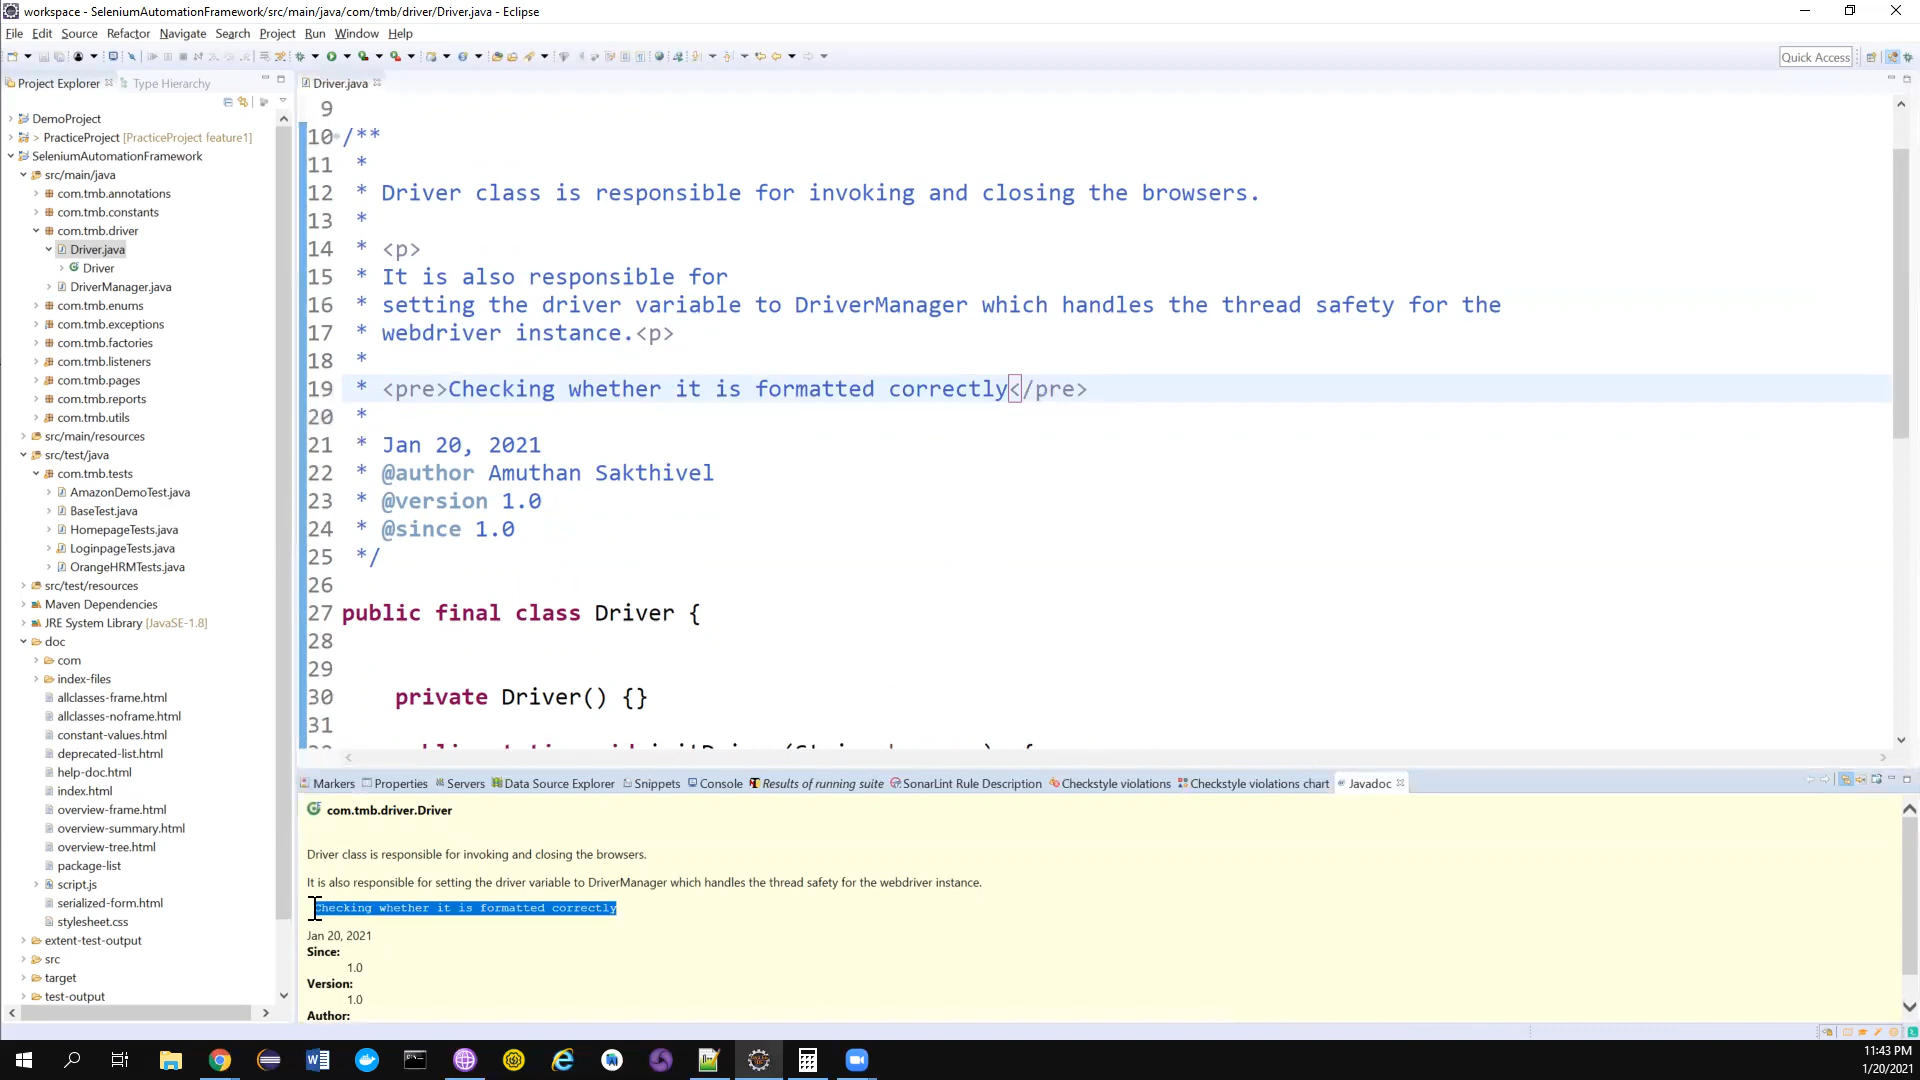 workspace - SeleniumAutomationFramework/src/main/java/com/tmb/driver/Driver.java - Eclipse
File Edit Source Refactor Navigate Search Project Run Window Help
Quick Access
Project Explorer Type Hierarchy
Driver.java
DemoProject
> PracticeProject [PracticeProject feature1]
SeleniumAutomationFramework
src/main/java
com.tmb.annotations
com.tmb.constants
com.tmb.driver
Driver.java
Driver
DriverManager.java
com.tmb.enums
com.tmb.exceptions
com.tmb.factories
com.tmb.listeners
com.tmb.pages
com.tmb.reports
com.tmb.utils
src/main/resources
src/test/java
com.tmb.tests
AmazonDemoTest.java
BaseTest.java
HomepageTests.java
LoginpageTests.java
OrangeHRMTests.java
src/test/resources
Maven Dependencies
JRE System Library [JavaSE-1.8]
doc
com
index-files
allclasses-frame.html
allclasses-noframe.html
constant-values.html
deprecated-list.html
help-doc.html
index.html
overview-frame.html
overview-summary.html
overview-tree.html
package-list
script.js
serialized-form.html
stylesheet.css
extent-test-output
src
target
test-output
9
10 /**
11 *
12 * Driver class is responsible for invoking and closing the browsers.
13 *
14 * <p>
15 * It is also responsible for
16 * setting the driver variable to DriverManager which handles the thread safety for the
17 * webdriver instance.<p>
18 *
19 * <pre>Checking whether it is formatted correctly</pre>
20 *
21 * Jan 20, 2021
22 * @author Amuthan Sakthivel
23 * @version 1.0
24 * @since 1.0
25 */
26
27 public final class Driver {
28
29
30 private Driver() {}
31
Markers Properties Servers Data Source Explorer Snippets Console Results of running suite SonarLint Rule Description Checkstyle violations Checkstyle violations chart Javadoc
com.tmb.driver.Driver
Driver class is responsible for invoking and closing the browsers.
It is also responsible for setting the driver variable to DriverManager which handles the thread safety for the webdriver instance.
Checking whether it is formatted correctly
Jan 20, 2021
Since:
1.0
Version:
1.0
Author:
11:43 PM
1/20/2021